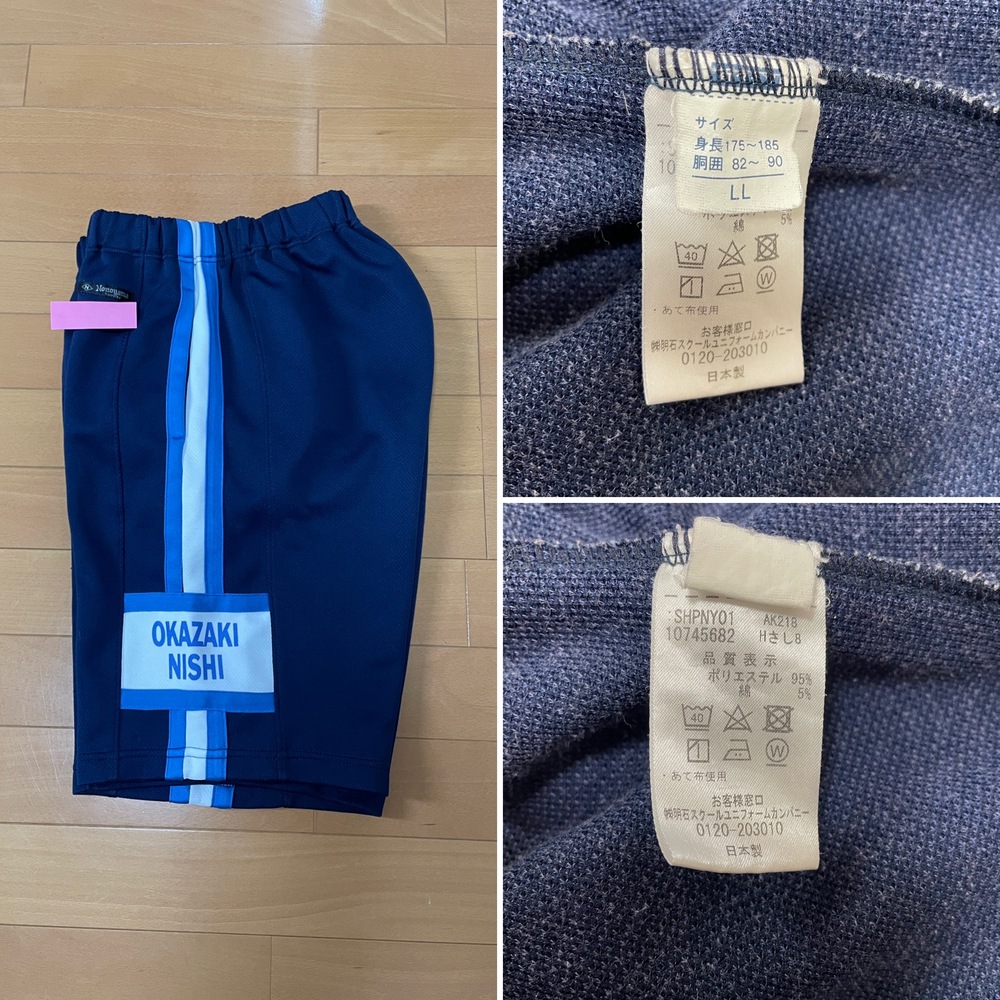 OKAZAKI
NISHI
サイズ
身長175~185
胴囲 82~ 90
LL
綿 5%
40
W
・あて布使用
お客様窓口
㈱明石スクールユニフォームカンパニー
0120-203010
日本製
:SHPNY01 AK218
10745682 Hさし8
品質表示
ポリエステル 95%
綿 5%
40
W
・あて布使用
お客様窓口
㈱明石スクールユニフォームカンパニー
0120-203010
日本製